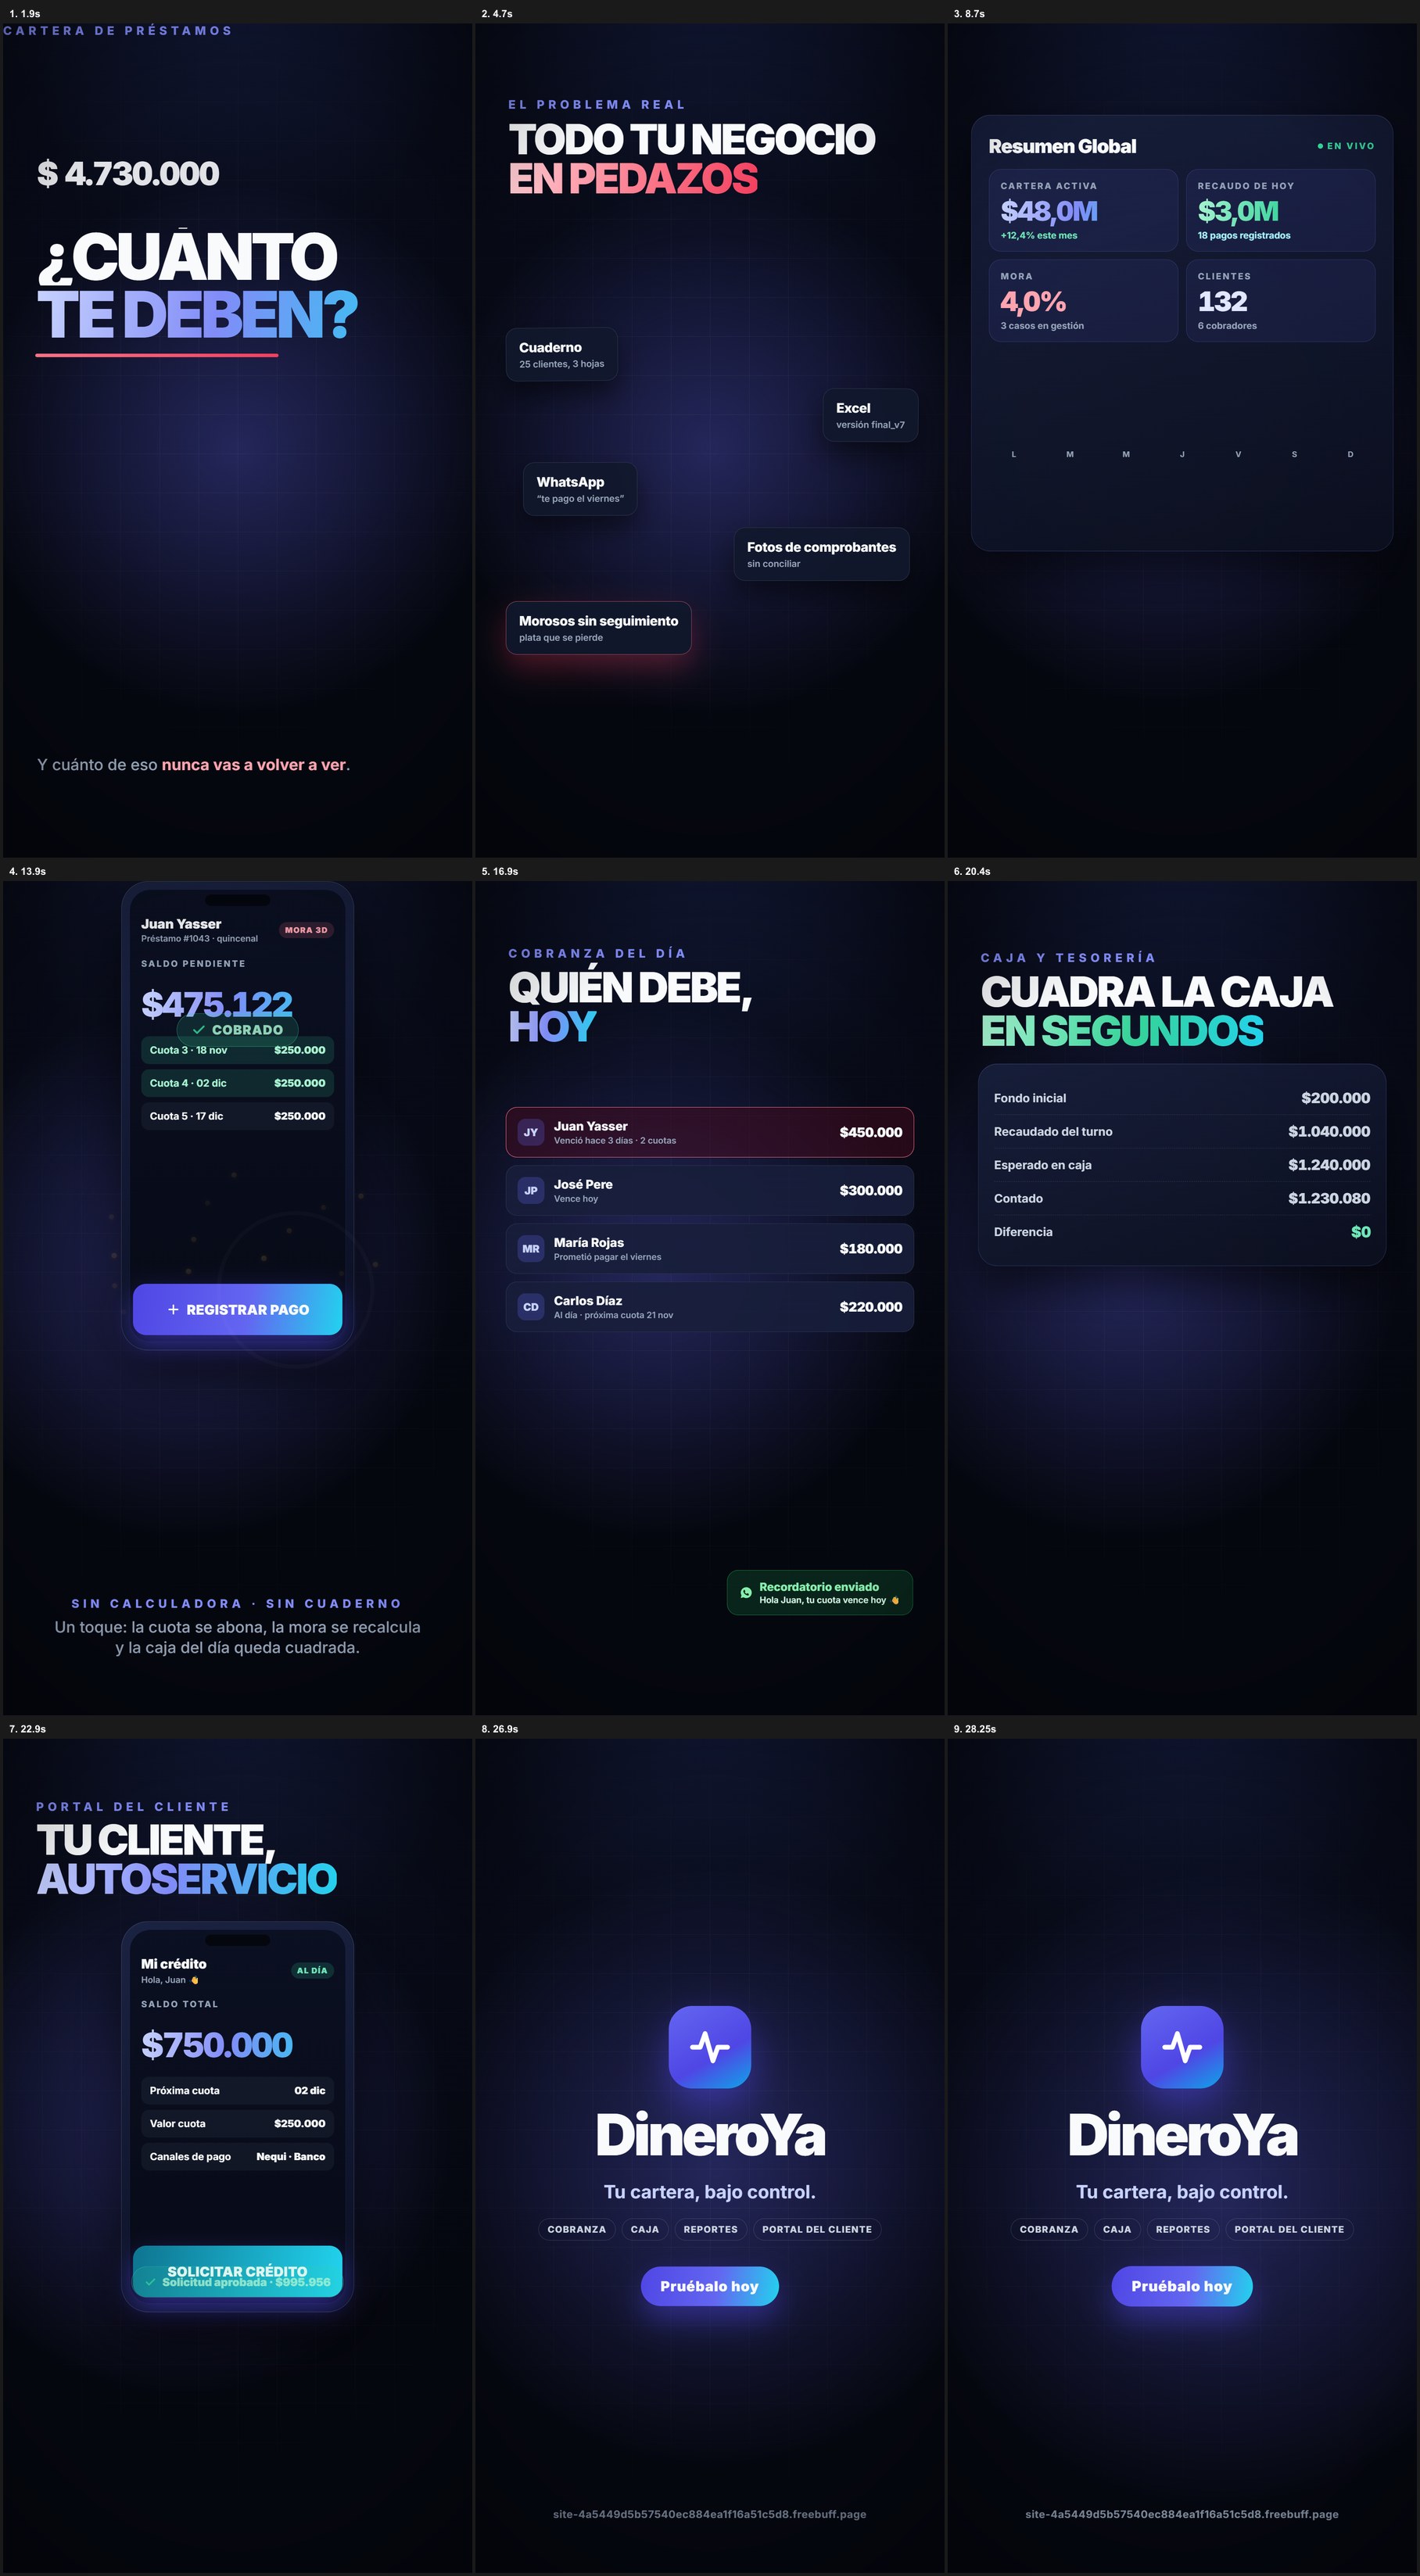 1. 1.9s
CARTERA DE PRÉSTAMOS
$ 4.730.000
¿CUÁNTO
TE DEBEN?
Y cuánto de eso nunca vas a volver a ver.
2. 4.7s
EL PROBLEMA REAL
TODO TU NEGOCIO
EN PEDAZOS
Cuaderno
25 clientes, 3 hojas
Excel
versión final_v7
WhatsApp
“te pago el viernes”
Fotos de comprobantes
sin conciliar
Morosos sin seguimiento
plata que se pierde
3. 8.7s
Resumen Global
EN VIVO
CARTERA ACTIVA
$48,0M
+12,4% este mes
RECAUDO DE HOY
$3,0M
18 pagos registrados
MORA
4,0%
3 casos en gestión
CLIENTES
132
6 cobradores
L M M J V S D
4. 13.9s
Juan Yasser
Préstamo #1043 · quincenal
MORA 3D
SALDO PENDIENTE
$475.122
COBRADO
Cuota 3 · 18 nov $250.000
Cuota 4 · 02 dic $250.000
Cuota 5 · 17 dic $250.000
+ REGISTRAR PAGO
SIN CALCULADORA · SIN CUADERNO
Un toque: la cuota se abona, la mora se recalcula
y la caja del día queda cuadrada.
5. 16.9s
COBRANZA DEL DÍA
QUIÉN DEBE,
HOY
JY
Juan Yasser
Venció hace 3 días · 2 cuotas
$450.000
JP
José Pere
Vence hoy
$300.000
MR
María Rojas
Prometió pagar el viernes
$180.000
CD
Carlos Díaz
Al día · próxima cuota 21 nov
$220.000
Recordatorio enviado
Hola Juan, tu cuota vence hoy 👋
6. 20.4s
CAJA Y TESORERÍA
CUADRA LA CAJA
EN SEGUNDOS
Fondo inicial $200.000
Recaudado del turno $1.040.000
Esperado en caja $1.240.000
Contado $1.230.080
Diferencia $0
7. 22.9s
PORTAL DEL CLIENTE
TU CLIENTE,
AUTOSERVICIO
Mi crédito
Hola, Juan 👋
AL DÍA
SALDO TOTAL
$750.000
Próxima cuota 02 dic
Valor cuota $250.000
Canales de pago Nequi · Banco
SOLICITAR CRÉDITO
Solicitud aprobada · $995.956
8. 26.9s
DineroYa
Tu cartera, bajo control.
COBRANZA CAJA REPORTES PORTAL DEL CLIENTE
Pruébalo hoy
site-4a5449d5b57540ec884ea1f16a51c5d8.freebuff.page
9. 28.25s
DineroYa
Tu cartera, bajo control.
COBRANZA CAJA REPORTES PORTAL DEL CLIENTE
Pruébalo hoy
site-4a5449d5b57540ec884ea1f16a51c5d8.freebuff.page